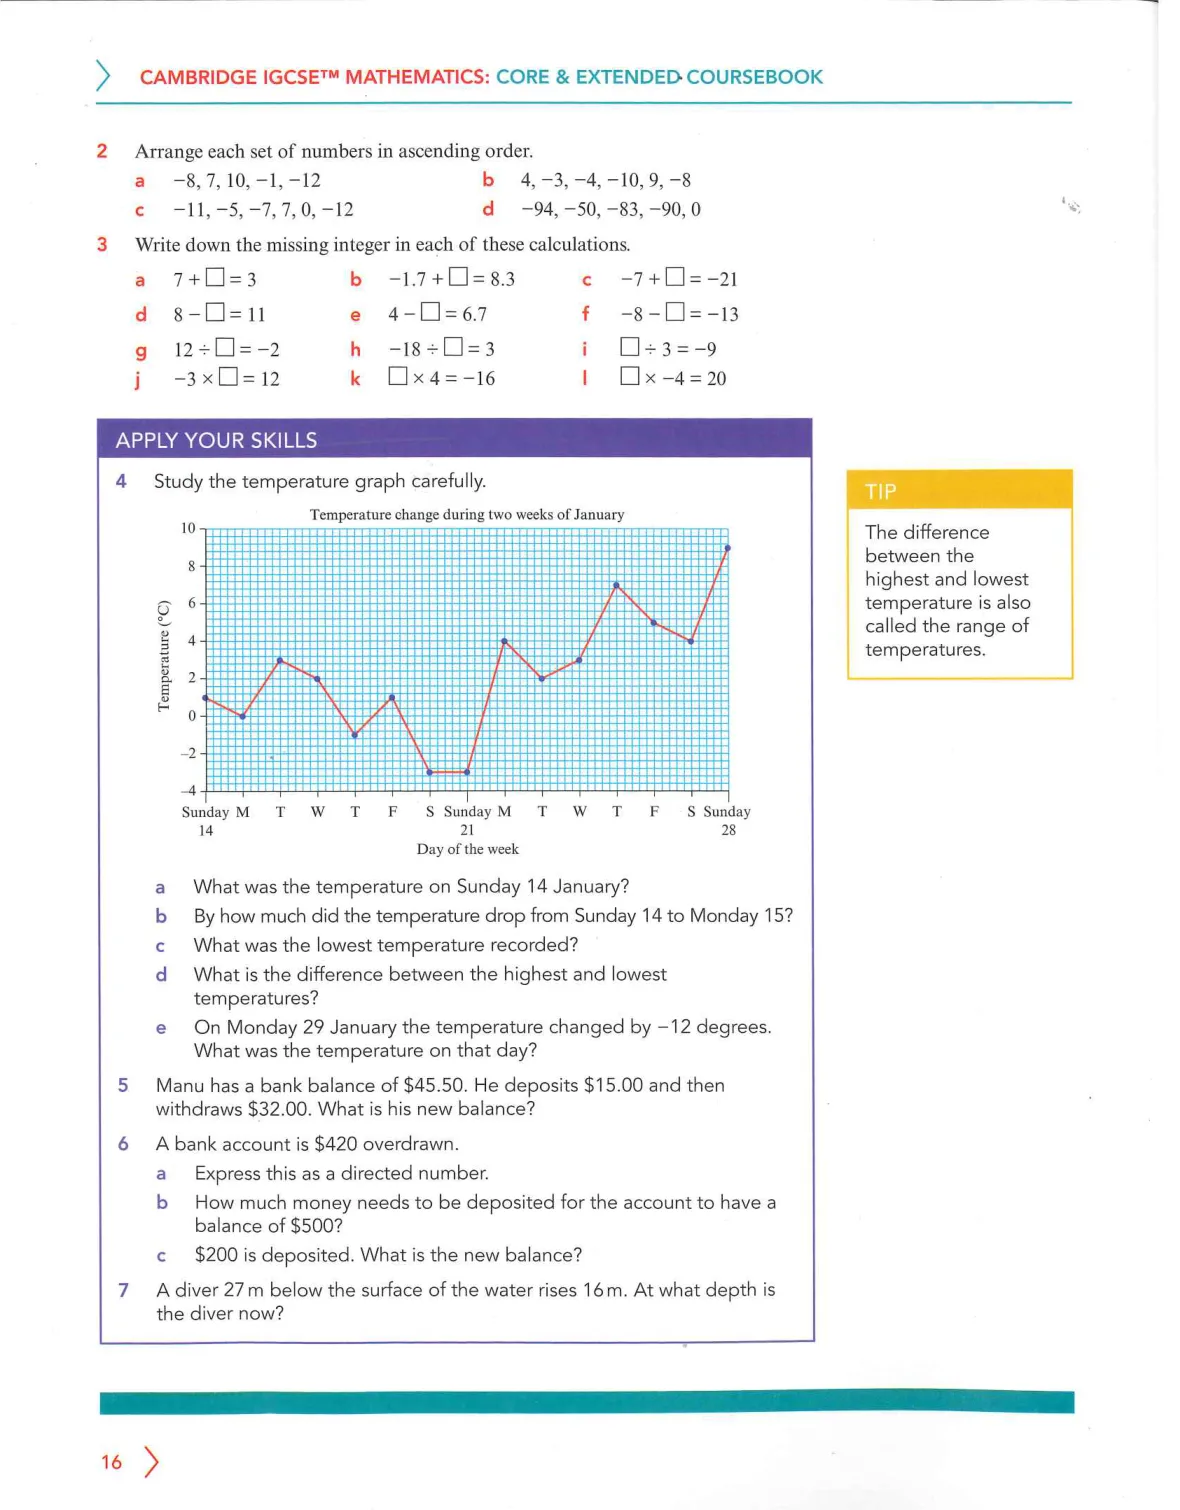 CAMBRIDGE IGCSE™ MATHEMATICS: CORE & EXTENDED COURSEBOOK
2 Arrange each set of numbers in ascending order.
a −8, 7, 10, −1, −12 b 4, −3, −4, −10, 9, −8
c −11, −5, −7, 7, 0, −12 d −94, −50, −83, −90, 0
3 Write down the missing integer in each of these calculations.
a 7 + □ = 3 b −1.7 + □ = 8.3 c −7 + □ = −21
d 8 − □ = 11 e 4 − □ = 6.7 f −8 − □ = −13
g 12 ÷ □ = −2 h −18 ÷ □ = 3 i □ ÷ 3 = −9
j −3 × □ = 12 k □ × 4 = −16 l □ × −4 = 20
APPLY YOUR SKILLS
4 Study the temperature graph carefully.
Temperature change during two weeks of January
10
8
6
4
2
0
−2
−4
Temperature (°C)
Sunday M T W T F S Sunday M T W T F S Sunday
14 21 28
Day of the week
a What was the temperature on Sunday 14 January?
b By how much did the temperature drop from Sunday 14 to Monday 15?
c What was the lowest temperature recorded?
d What is the difference between the highest and lowest
temperatures?
e On Monday 29 January the temperature changed by −12 degrees.
What was the temperature on that day?
5 Manu has a bank balance of $45.50. He deposits $15.00 and then
withdraws $32.00. What is his new balance?
6 A bank account is $420 overdrawn.
a Express this as a directed number.
b How much money needs to be deposited for the account to have a
balance of $500?
c $200 is deposited. What is the new balance?
7 A diver 27 m below the surface of the water rises 16 m. At what depth is
the diver now?
TIP
The difference
between the
highest and lowest
temperature is also
called the range of
temperatures.
16